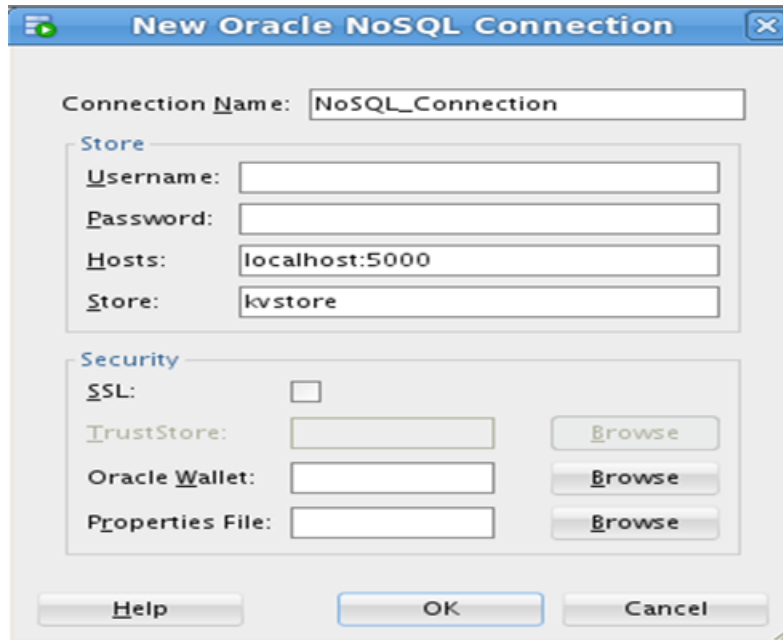 New Oracle NoSQL Connection
Connection Name: NoSQL_Connection
Store
Username:
Password:
Hosts: localhost:5000
Store: kvstore
Security
SSL:
TrustStore: Browse
Oracle Wallet: Browse
Properties File: Browse
Help OK Cancel